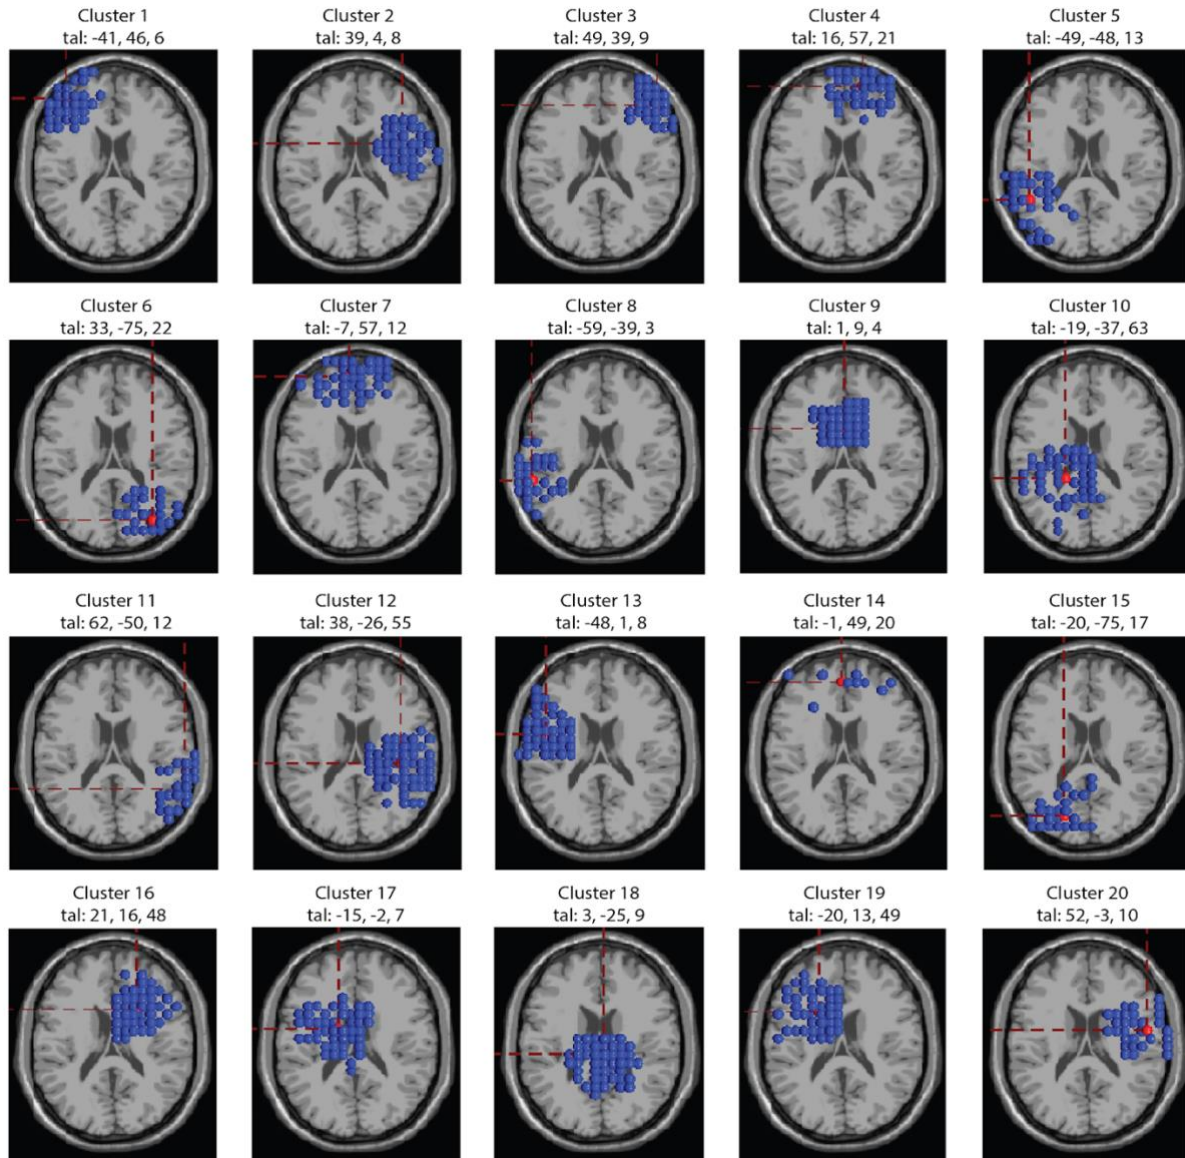 Cluster 1
tal: -41, 46, 6
Cluster 2
tal: 39, 4, 8
Cluster 3
tal: 49, 39, 9
Cluster 4
tal: 16, 57, 21
Cluster 5
tal: -49, -48, 13
Cluster 6
tal: 33, -75, 22
Cluster 7
tal: -7, 57, 12
Cluster 8
tal: -59, -39, 3
Cluster 9
tal: 1, 9, 4
Cluster 10
tal: -19, -37, 63
Cluster 11
tal: 62, -50, 12
Cluster 12
tal: 38, -26, 55
Cluster 13
tal: -48, 1, 8
Cluster 14
tal: -1, 49, 20
Cluster 15
tal: -20, -75, 17
Cluster 16
tal: 21, 16, 48
Cluster 17
tal: -15, -2, 7
Cluster 18
tal: 3, -25, 9
Cluster 19
tal: -20, 13, 49
Cluster 20
tal: 52, -3, 10